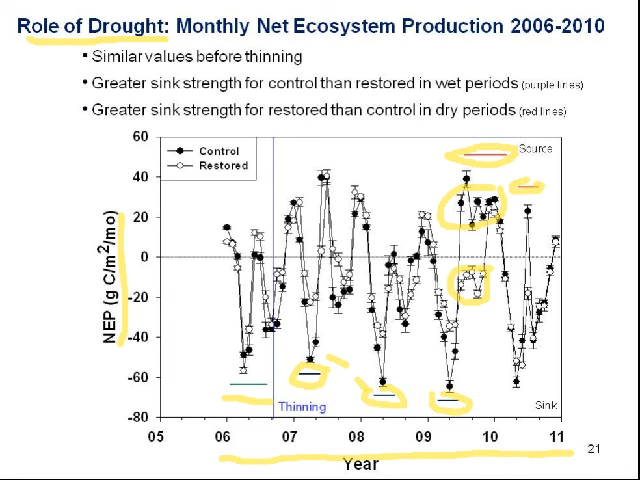 Role of Drought: Monthly Net Ecosystem Production 2006-2010
• Similar values before thinning
• Greater sink strength for control than restored in wet periods (purple lines)
• Greater sink strength for restored than control in dry periods (red lines)
60
Control
Restored
Source
40
20
0
-20
-40
-60
-80
NEP (g C/m²/mo)
Thinning
Sink
05 06 07 08 09 10 11
Year
21